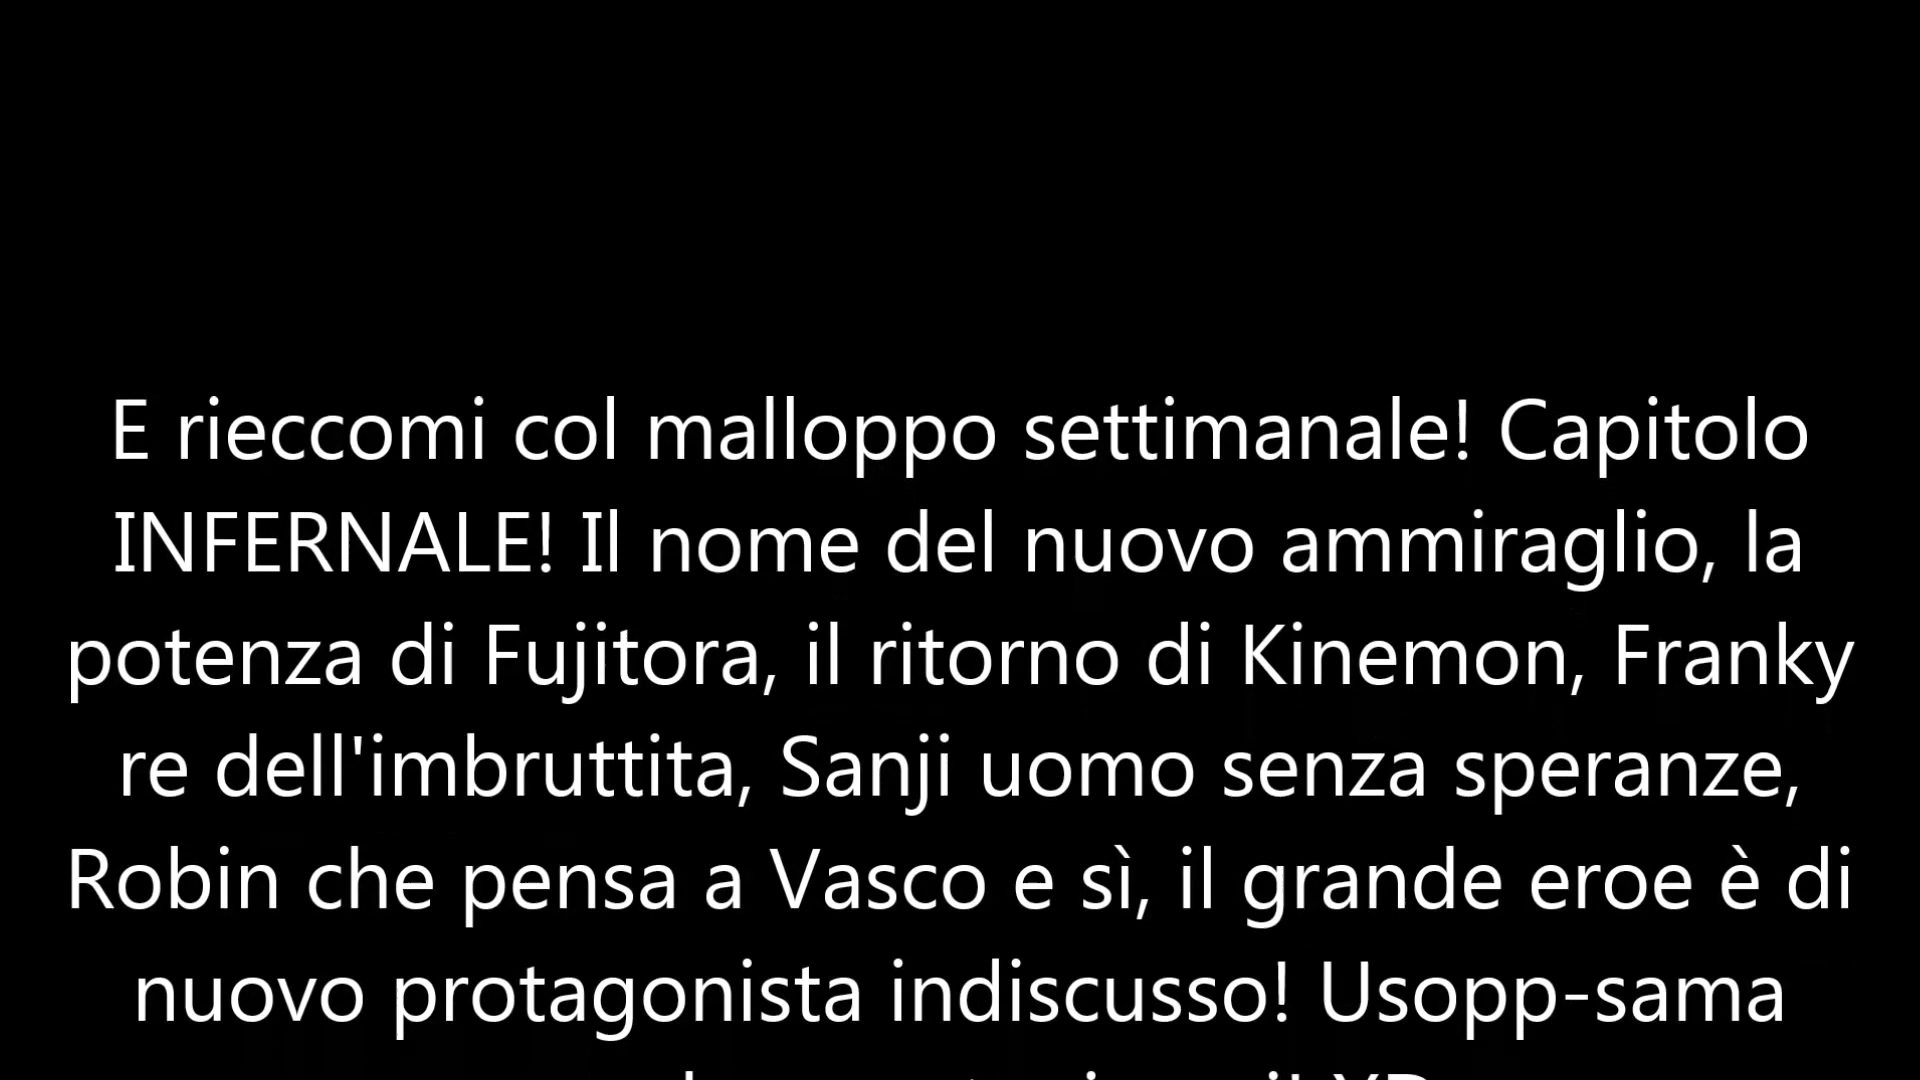 E rieccomi col malloppo settimanale! Capitolo
INFERNALE! Il nome del nuovo ammiraglio, la
potenza di Fujitora, il ritorno di Kinemon, Franky
re dell'imbruttita, Sanji uomo senza speranze,
Robin che pensa a Vasco e sì, il grande eroe è di
nuovo protagonista indiscusso! Usopp-sama